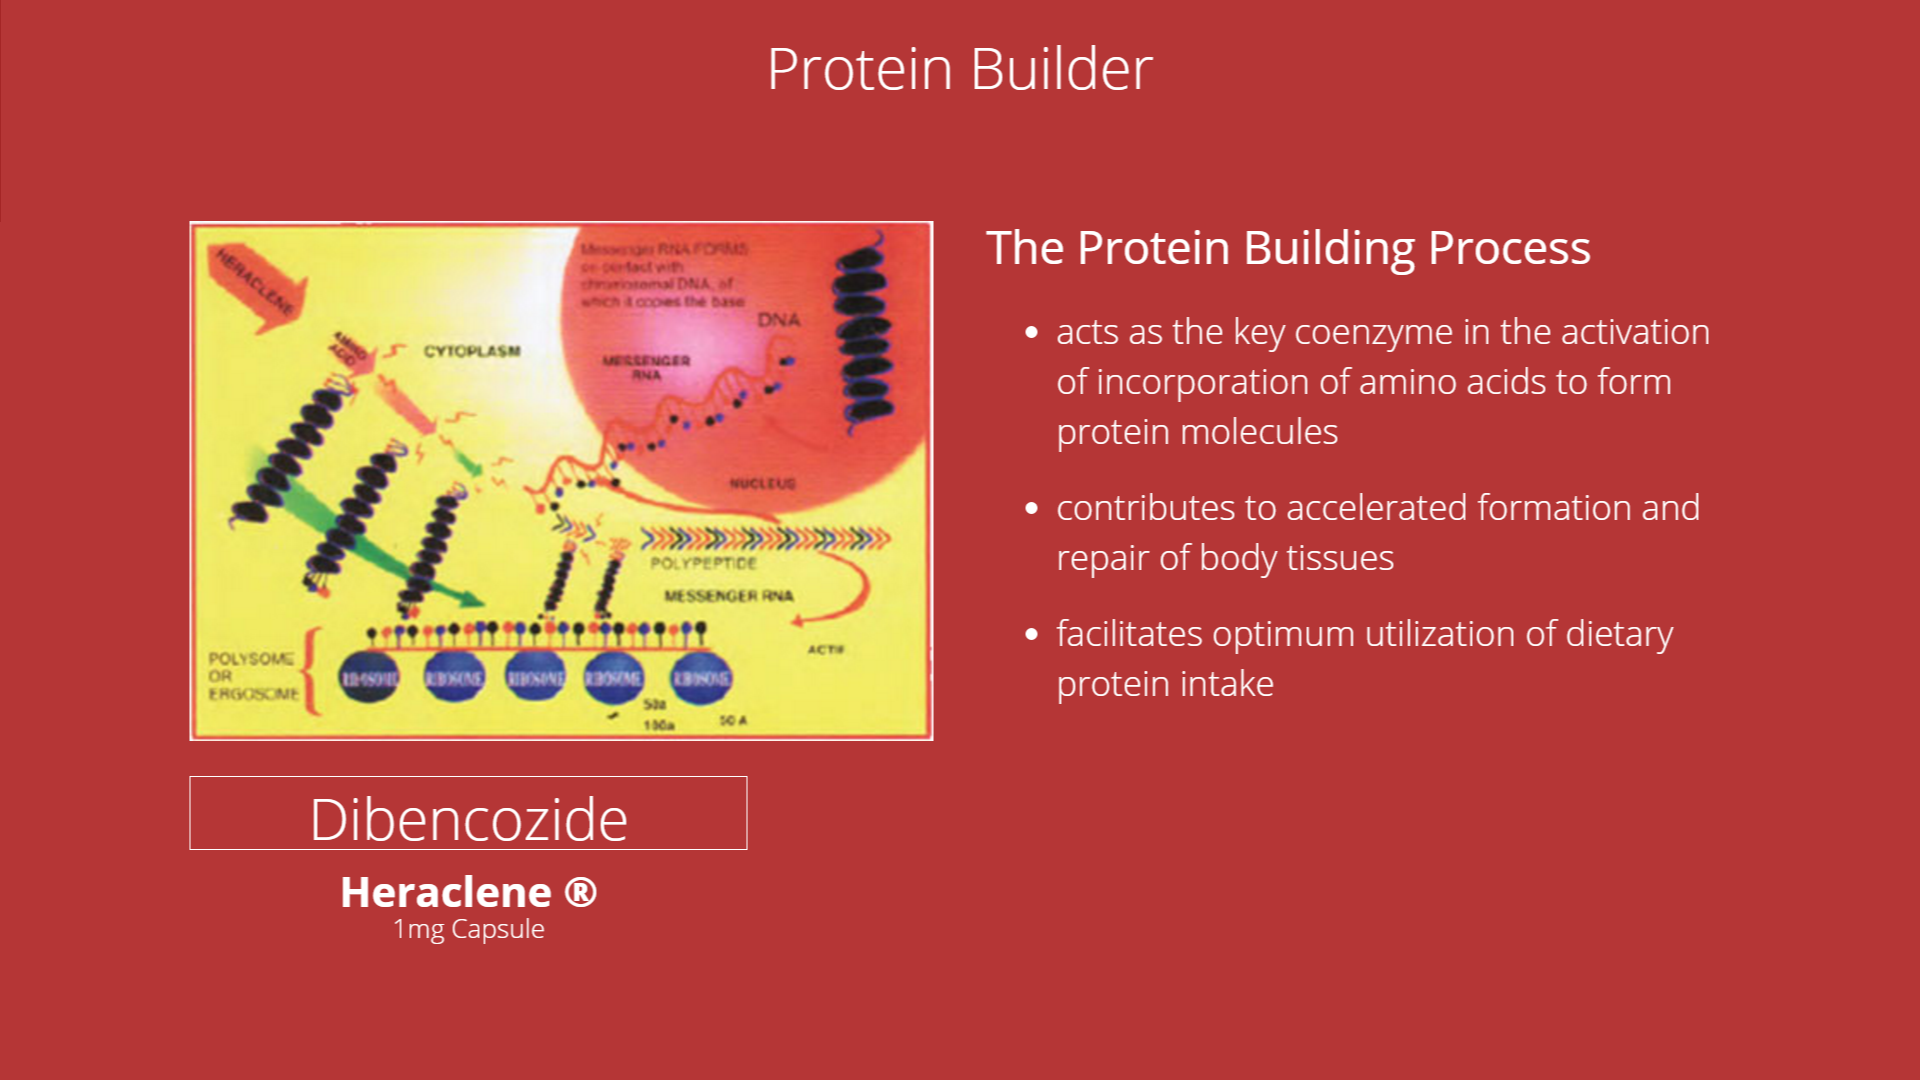 Protein Builder
HERACLENE
AMINO
ACID
CYTOPLASM
Messenger RNA FORMS
on contact with
chromosomal DNA, of
which it copies the base
DNA
MESSENGER
RNA
NUCLEUS
POLYPEPTIDE
MESSENGER RNA
ACTIF
POLYSOME
OR
ERGOSOME
RIBOSOME RIBOSOME RIBOSOME RIBOSOME RIBOSOME
50a
100a
50 A
The Protein Building Process
• acts as the key coenzyme in the activation
of incorporation of amino acids to form
protein molecules
• contributes to accelerated formation and
repair of body tissues
• facilitates optimum utilization of dietary
protein intake
Dibencozide
Heraclene ®
1mg Capsule